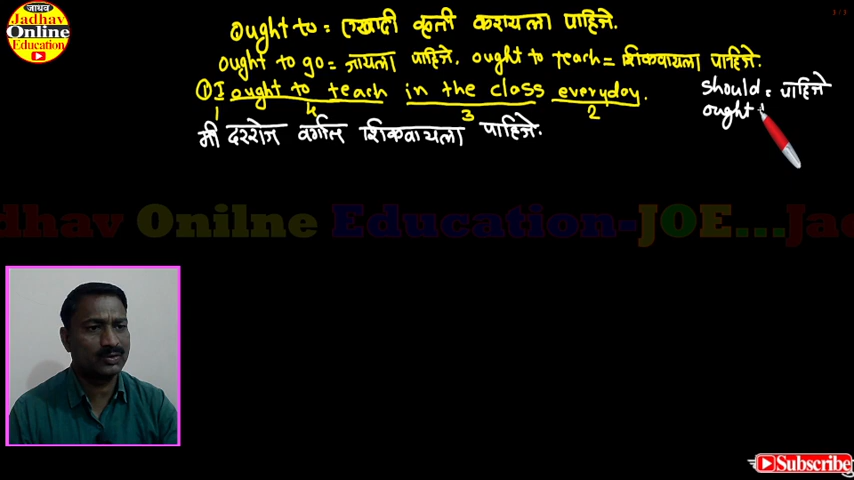 जाधव
Jadhav
Online
Education
Ought to = एखादी कृती करायला पाहिजे.
Ought to go = जायला पाहिजे. ought to teach = शिकवायला पाहिजे.
① I ought to teach in the class everyday.
1 4 3 2
मी दररोज वर्गात शिकवायला पाहिजे.
should = पाहिजे
ought
dhav Onilne Education-JOE...Ja
Subscribe